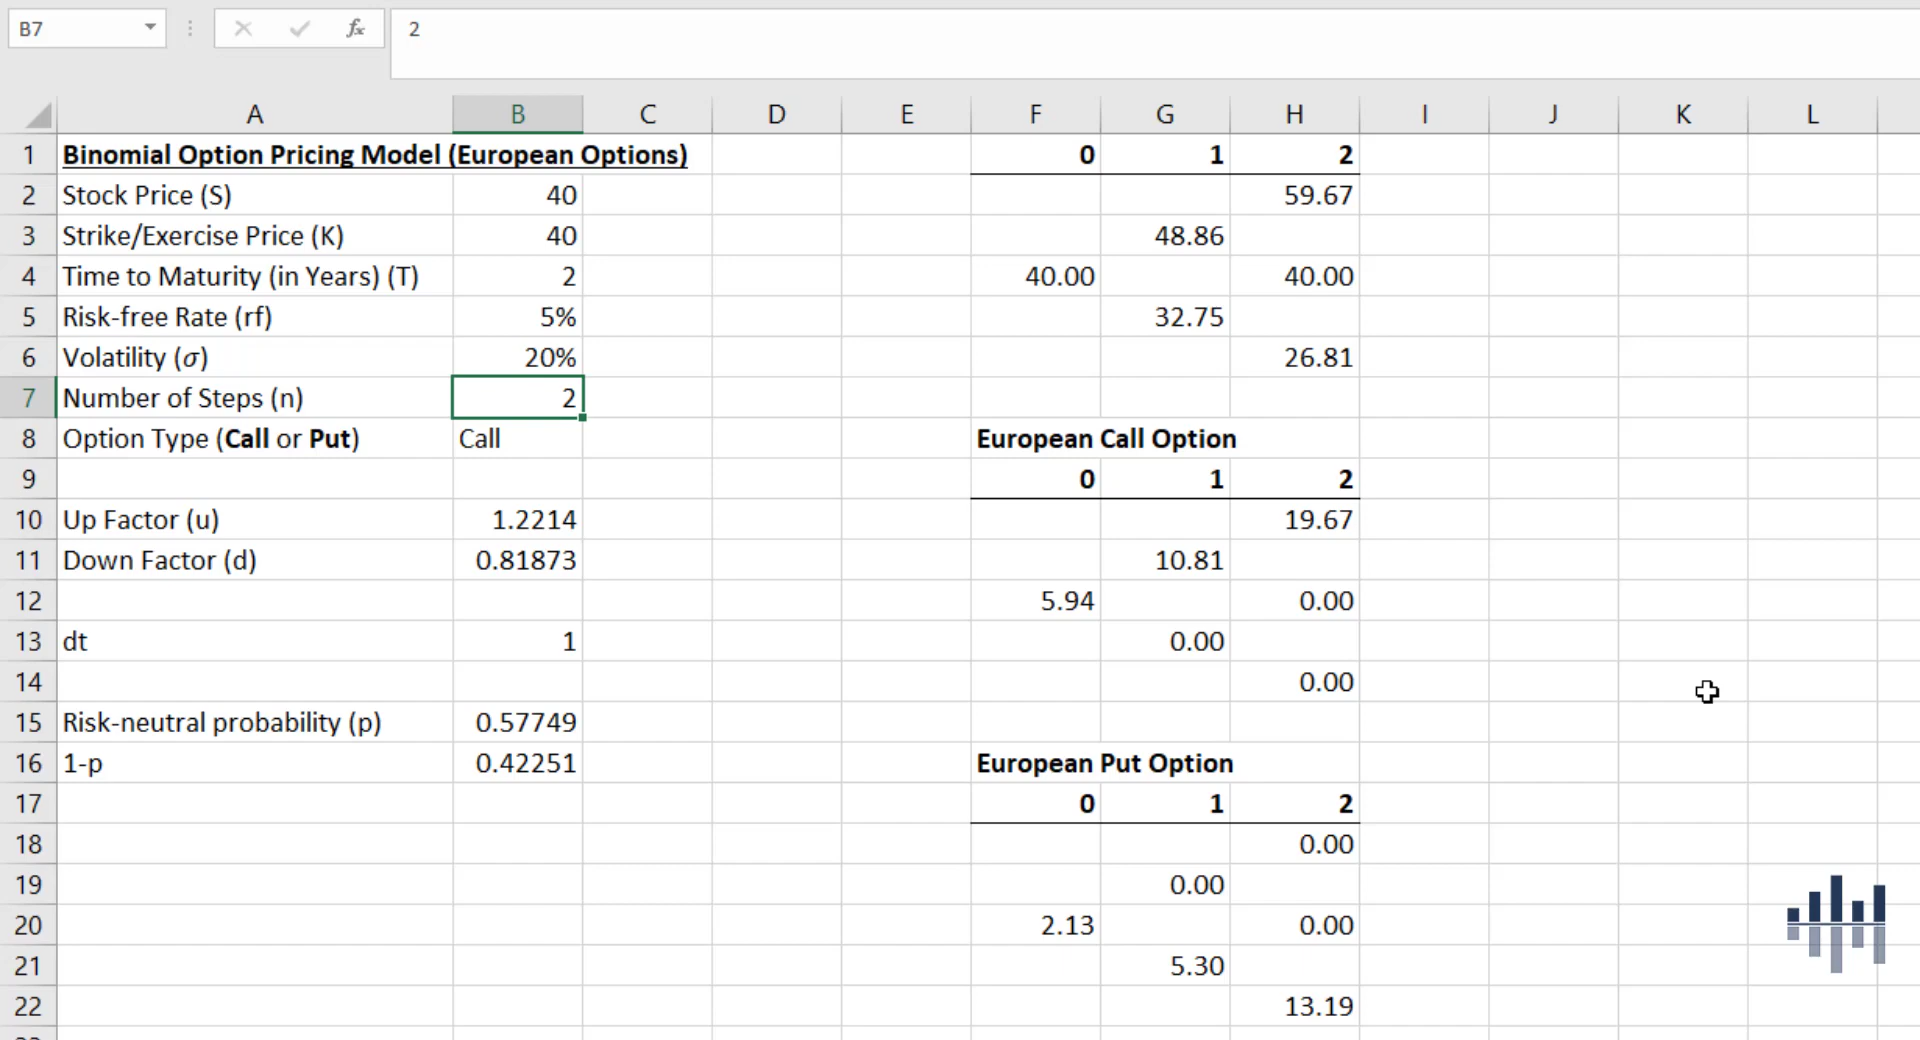 B7 fx 2
A B C D E F G H I J K L
1 Binomial Option Pricing Model (European Options) 0 1 2
2 Stock Price (S) 40 59.67
3 Strike/Exercise Price (K) 40 48.86
4 Time to Maturity (in Years) (T) 2 40.00 40.00
5 Risk-free Rate (rf) 5% 32.75
6 Volatility (σ) 20% 26.81
7 Number of Steps (n) 2
8 Option Type (Call or Put) Call European Call Option
9 0 1 2
10 Up Factor (u) 1.2214 19.67
11 Down Factor (d) 0.81873 10.81
12 5.94 0.00
13 dt 1 0.00
14 0.00
15 Risk-neutral probability (p) 0.57749
16 1-p 0.42251 European Put Option
17 0 1 2
18 0.00
19 0.00
20 2.13 0.00
21 5.30
22 13.19